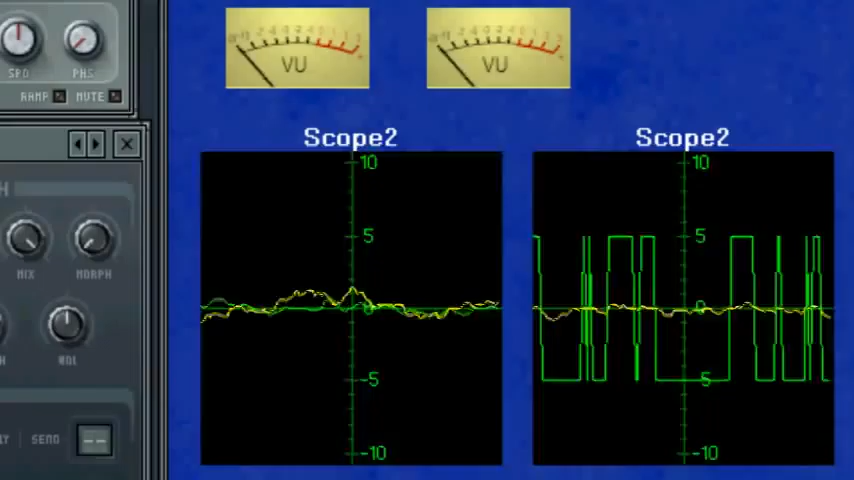 SPD PHS
RAMP MUTE
VU
VU
H
MIX MORPH
H VOL
LY SEND --
Scope2
10
5
0
-5
-10
Scope2
10
5
0
-5
-10